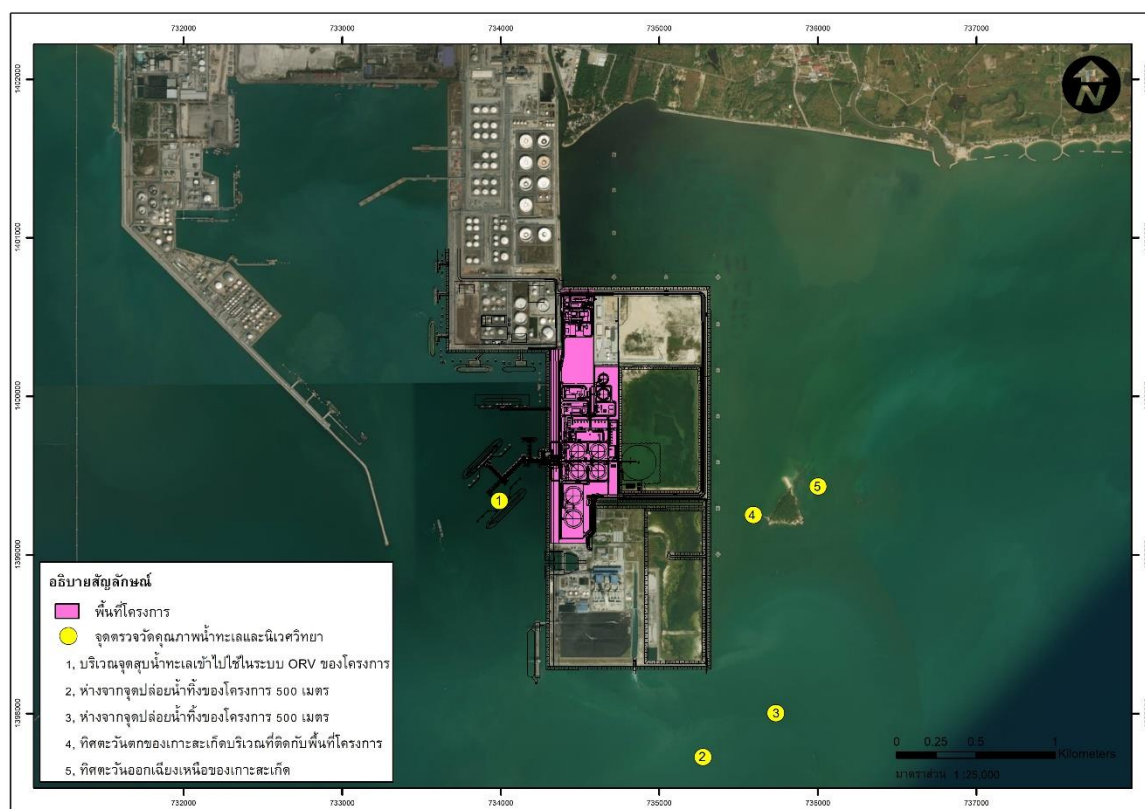 732000 733000 734000 735000 736000 737000
N
1402000 1402000
1401000 1401000
1400000 1400000
1399000 1399000
1398000 1398000
1
2
3
4
5
อธิบายสัญลักษณ์
พื้นที่โครงการ
จุดตรวจวัดคุณภาพน้ำทะเลและนิเวศวิทยา
1, บริเวณจุดสูบน้ำทะเลเข้าไปใช้ในระบบ ORV ของโครงการ
2, ห่างจากจุดปล่อยน้ำทิ้งของโครงการ 500 เมตร
3, ห่างจากจุดปล่อยน้ำทิ้งของโครงการ 500 เมตร
4, ทิศตะวันตกของเกาะสะเก็ดบริเวณที่ติดกับพื้นที่โครงการ
5, ทิศตะวันออกเฉียงเหนือของเกาะสะเก็ด
0 0.25 0.5 1
Kilometers
มาตราส่วน 1:25,000
732000 733000 734000 735000 736000 737000